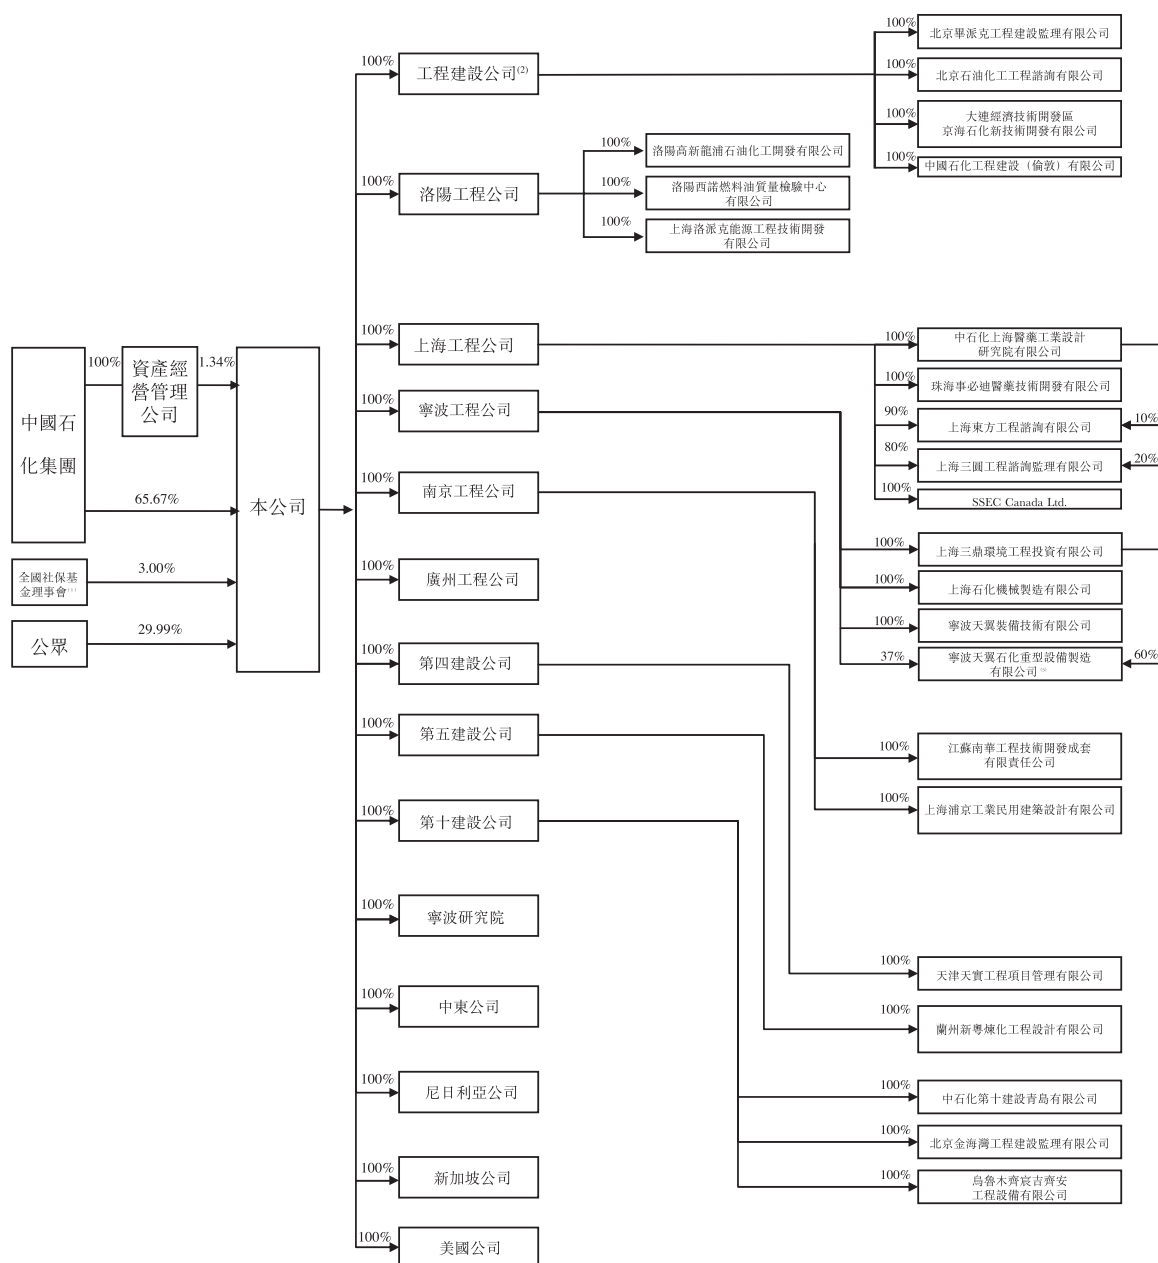 中國石
化集團
100%
資產經
營管理
公司
1.34%
65.67%
全國社保基
金理事會⁽¹⁾
3.00%
公眾
29.99%
本公司
100%
工程建設公司⁽²⁾
100%
北京畢派克工程建設監理有限公司
100%
北京石油化工工程諮詢有限公司
100%
大連經濟技術開發區
京海石化新技術開發有限公司
100%
中國石化工程建設（倫敦）有限公司
100%
洛陽工程公司
100%
洛陽高新龍浦石油化工開發有限公司
100%
洛陽西諾燃料油質量檢驗中心
有限公司
100%
上海洛派克能源工程技術開發
有限公司
100%
上海工程公司
100%
中石化上海醫藥工業設計
研究院有限公司
100%
珠海事必迪醫藥技術開發有限公司
90%
上海東方工程諮詢有限公司
10%
80%
上海三圓工程諮詢監理有限公司
20%
100%
SSEC Canada Ltd.
100%
寧波工程公司
100%
上海三鼎環境工程投資有限公司
100%
上海石化機械製造有限公司
100%
寧波天翼裝備技術有限公司
37%
寧波天翼石化重型設備製造
有限公司
60%
100%
南京工程公司
100%
江蘇南華工程技術開發成套
有限責任公司
100%
上海浦京工業民用建築設計有限公司
100%
廣州工程公司
100%
第四建設公司
100%
天津天實工程項目管理有限公司
100%
第五建設公司
100%
蘭州新粵煉化工程設計有限公司
100%
第十建設公司
100%
中石化第十建設青島有限公司
100%
北京金海灣工程建設監理有限公司
100%
烏魯木齊宸吉齊安
工程設備有限公司
100%
寧波研究院
100%
中東公司
100%
尼日利亞公司
100%
新加坡公司
100%
美國公司